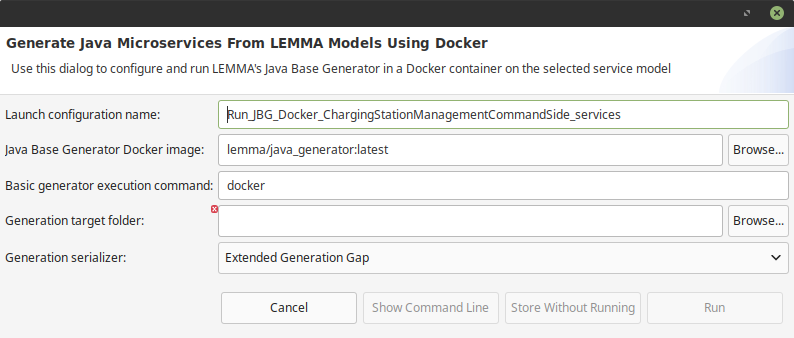 Generate Java Microservices From LEMMA Models Using Docker
Use this dialog to configure and run LEMMA's Java Base Generator in a Docker container on the selected service model
Launch configuration name: Run_JBG_Docker_ChargingStationManagementCommandSide_services
Java Base Generator Docker image: lemma/java_generator:latest Browse...
Basic generator execution command: docker
Generation target folder: Browse...
Generation serializer: Extended Generation Gap
Cancel Show Command Line Store Without Running Run